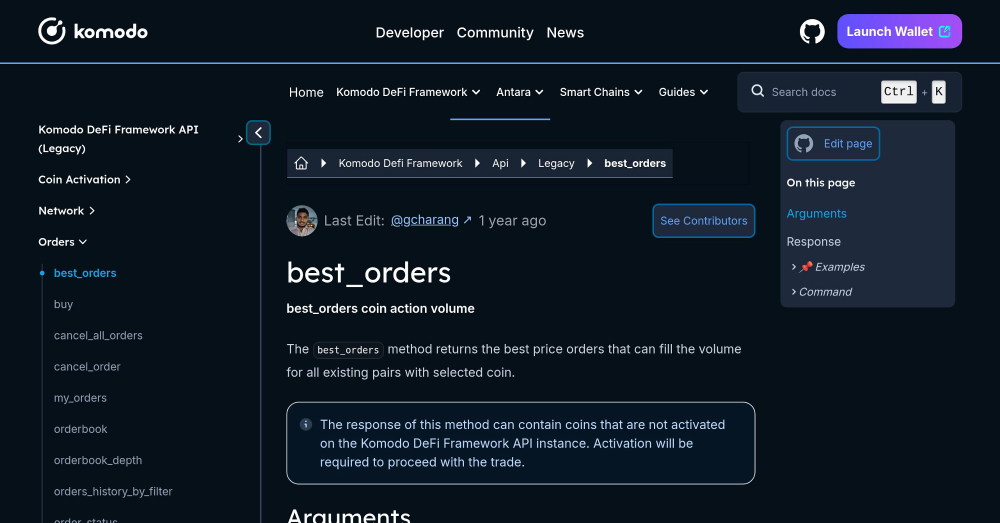 komodo
Developer Community News
Launch Wallet
Home Komodo DeFi Framework Antara Smart Chains Guides
Search docs Ctrl + K
Komodo DeFi Framework API
(Legacy)
Coin Activation
Network
Orders
best_orders
buy
cancel_all_orders
cancel_order
my_orders
orderbook
orderbook_depth
orders_history_by_filter
order_status
Komodo Defi Framework Api Legacy best_orders
Last Edit: @gcharang ↗ 1 year ago
See Contributors
best_orders
best_orders coin action volume
The best_orders method returns the best price orders that can fill the volume
for all existing pairs with selected coin.
The response of this method can contain coins that are not activated
on the Komodo DeFi Framework API instance. Activation will be
required to proceed with the trade.
Arguments
Edit page
On this page
Arguments
Response
📌 Examples
Command